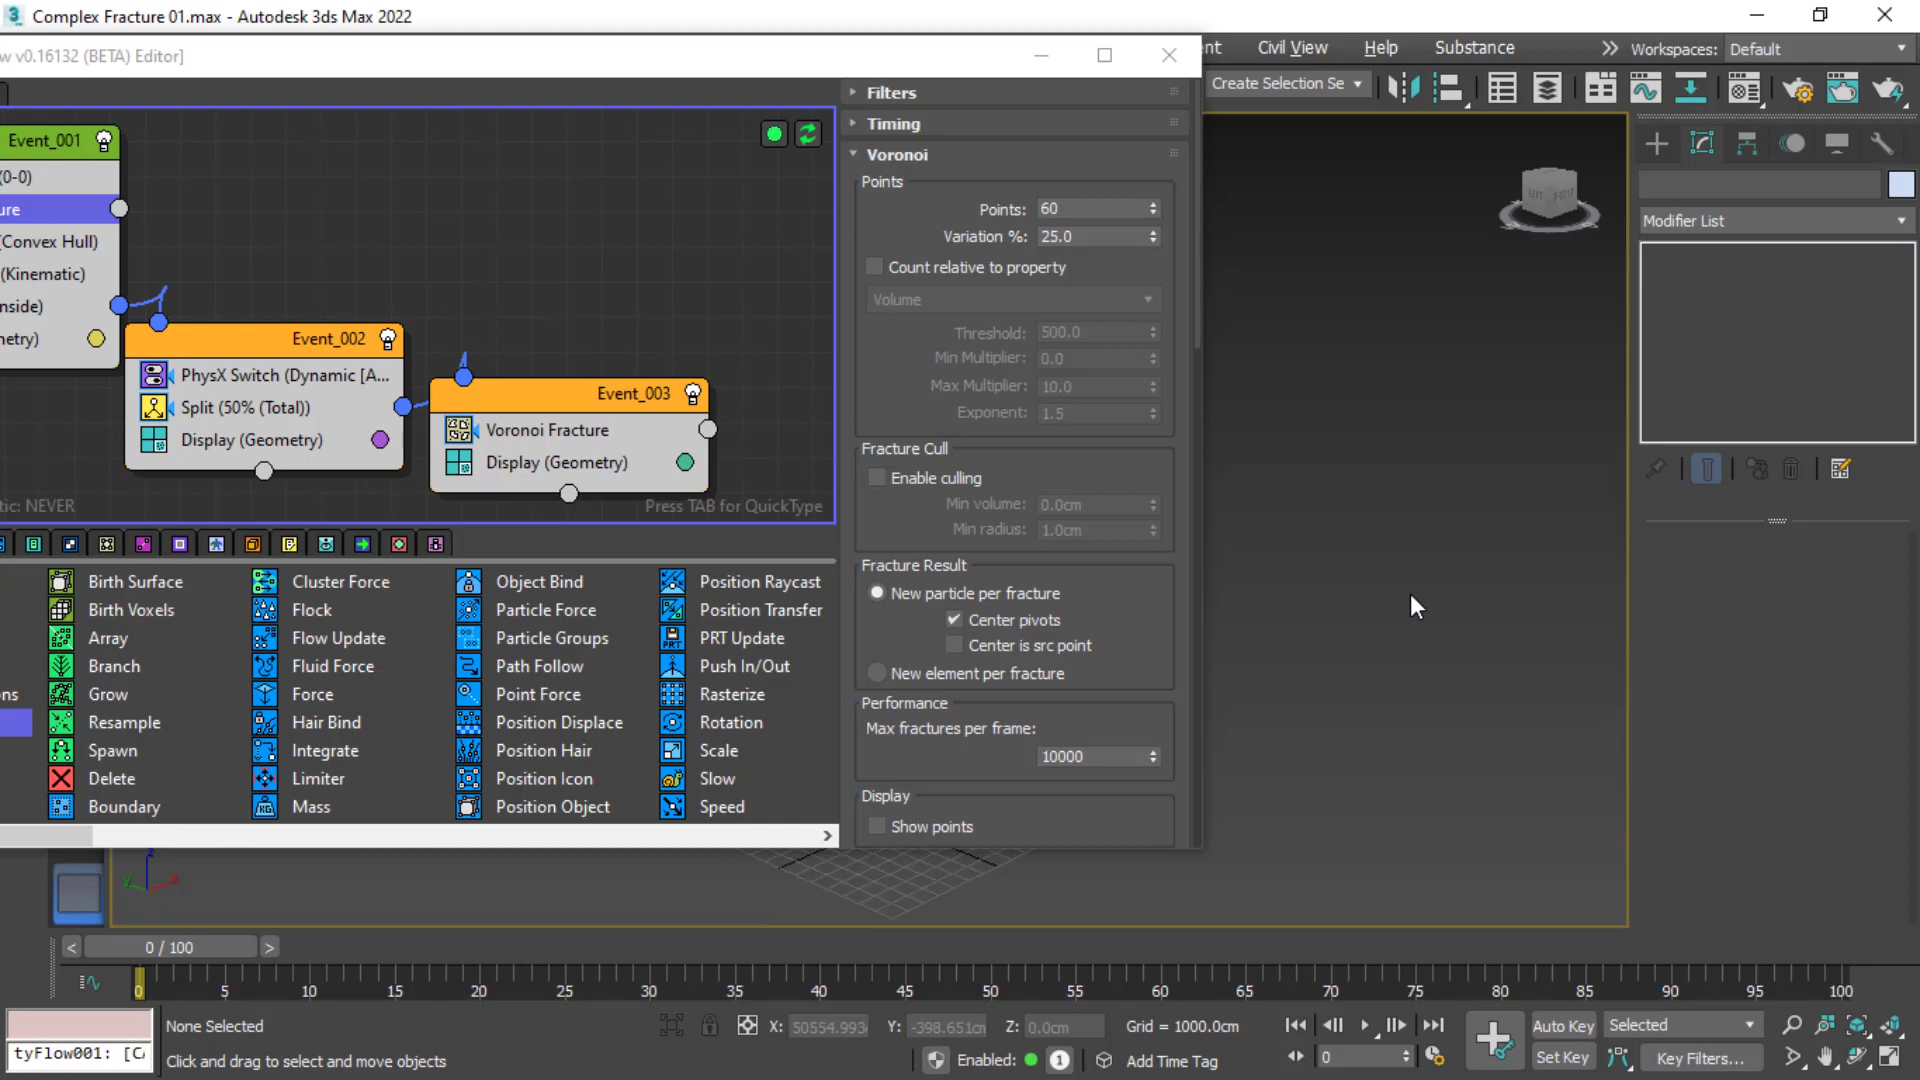 Complex Fracture 01.max - Autodesk 3ds Max 2022
w v0.16132 (BETA) Editor]
nt
Civil View
Help
Substance
Workspaces:
Default
Create Selection Se
Modifier List
Event_001
(0-0)
ure
(Convex Hull)
(Kinematic)
nside)
etry)
Event_002
PhysX Switch (Dynamic [A...
Split (50% (Total))
Display (Geometry)
Event_003
Voronoi Fracture
Display (Geometry)
tic: NEVER
Press TAB for QuickType
Filters
Timing
Voronoi
Points
Points: 60
Variation %: 25.0
Count relative to property
Volume
Threshold: 500.0
Min Multiplier: 0.0
Max Multiplier: 10.0
Exponent: 1.5
Fracture Cull
Enable culling
Min volume: 0.0cm
Min radius: 1.0cm
Fracture Result
New particle per fracture
Center pivots
Center is src point
New element per fracture
Performance
Max fractures per frame:
10000
Display
Show points
Birth Surface
Cluster Force
Object Bind
Position Raycast
Birth Voxels
Flock
Particle Force
Position Transfer
Array
Flow Update
Particle Groups
PRT Update
Branch
Fluid Force
Path Follow
Push In/Out
ns
Grow
Force
Point Force
Rasterize
Resample
Hair Bind
Position Displace
Rotation
Spawn
Integrate
Position Hair
Scale
Delete
Limiter
Position Icon
Slow
Boundary
Mass
Position Object
Speed
z
y
x
< 0 / 100 >
0 5 10 15 20 25 30 35 40 45 50 55 60 65 70 75 80 85 90 95 100
None Selected
X: 50554.993
Y: -398.651cm
Z: 0.0cm
Grid = 1000.0cm
Auto Key
Selected
tyFlow001: [CA
Click and drag to select and move objects
Enabled:
1
Add Time Tag
0
Set Key
Key Filters...